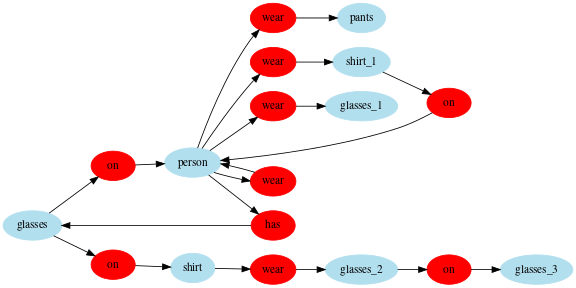 wear
pants
wear
shirt_1
wear
glasses_1
on
on
person
wear
glasses
has
on
shirt
wear
glasses_2
on
glasses_3